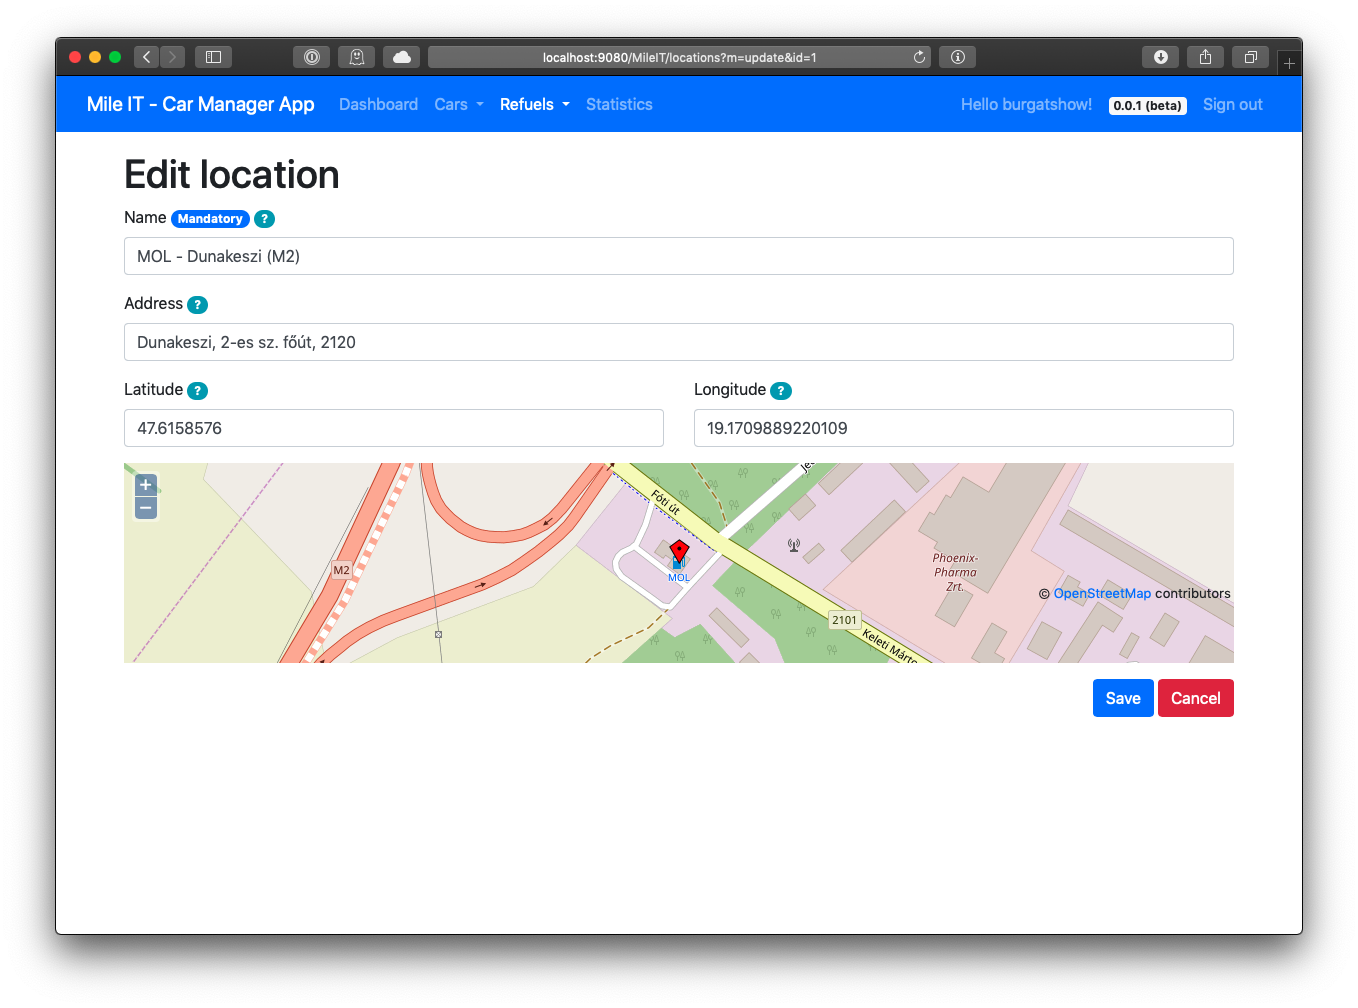 localhost:9080/MileIT/locations?m=update&id=1
Mile IT - Car Manager App Dashboard Cars Refuels Statistics Hello burgatshow! 0.0.1 (beta) Sign out
Edit location
Name Mandatory ?
MOL - Dunakeszi (M2)
Address ?
Dunakeszi, 2-es sz. főút, 2120
Latitude ? Longitude ?
47.6158576 19.1709889220109
+
−
Fóti út
M2
MOL
Phoenix-
Pharma
Zrt.
© OpenStreetMap contributors
2101
Keleti Márto
Save Cancel